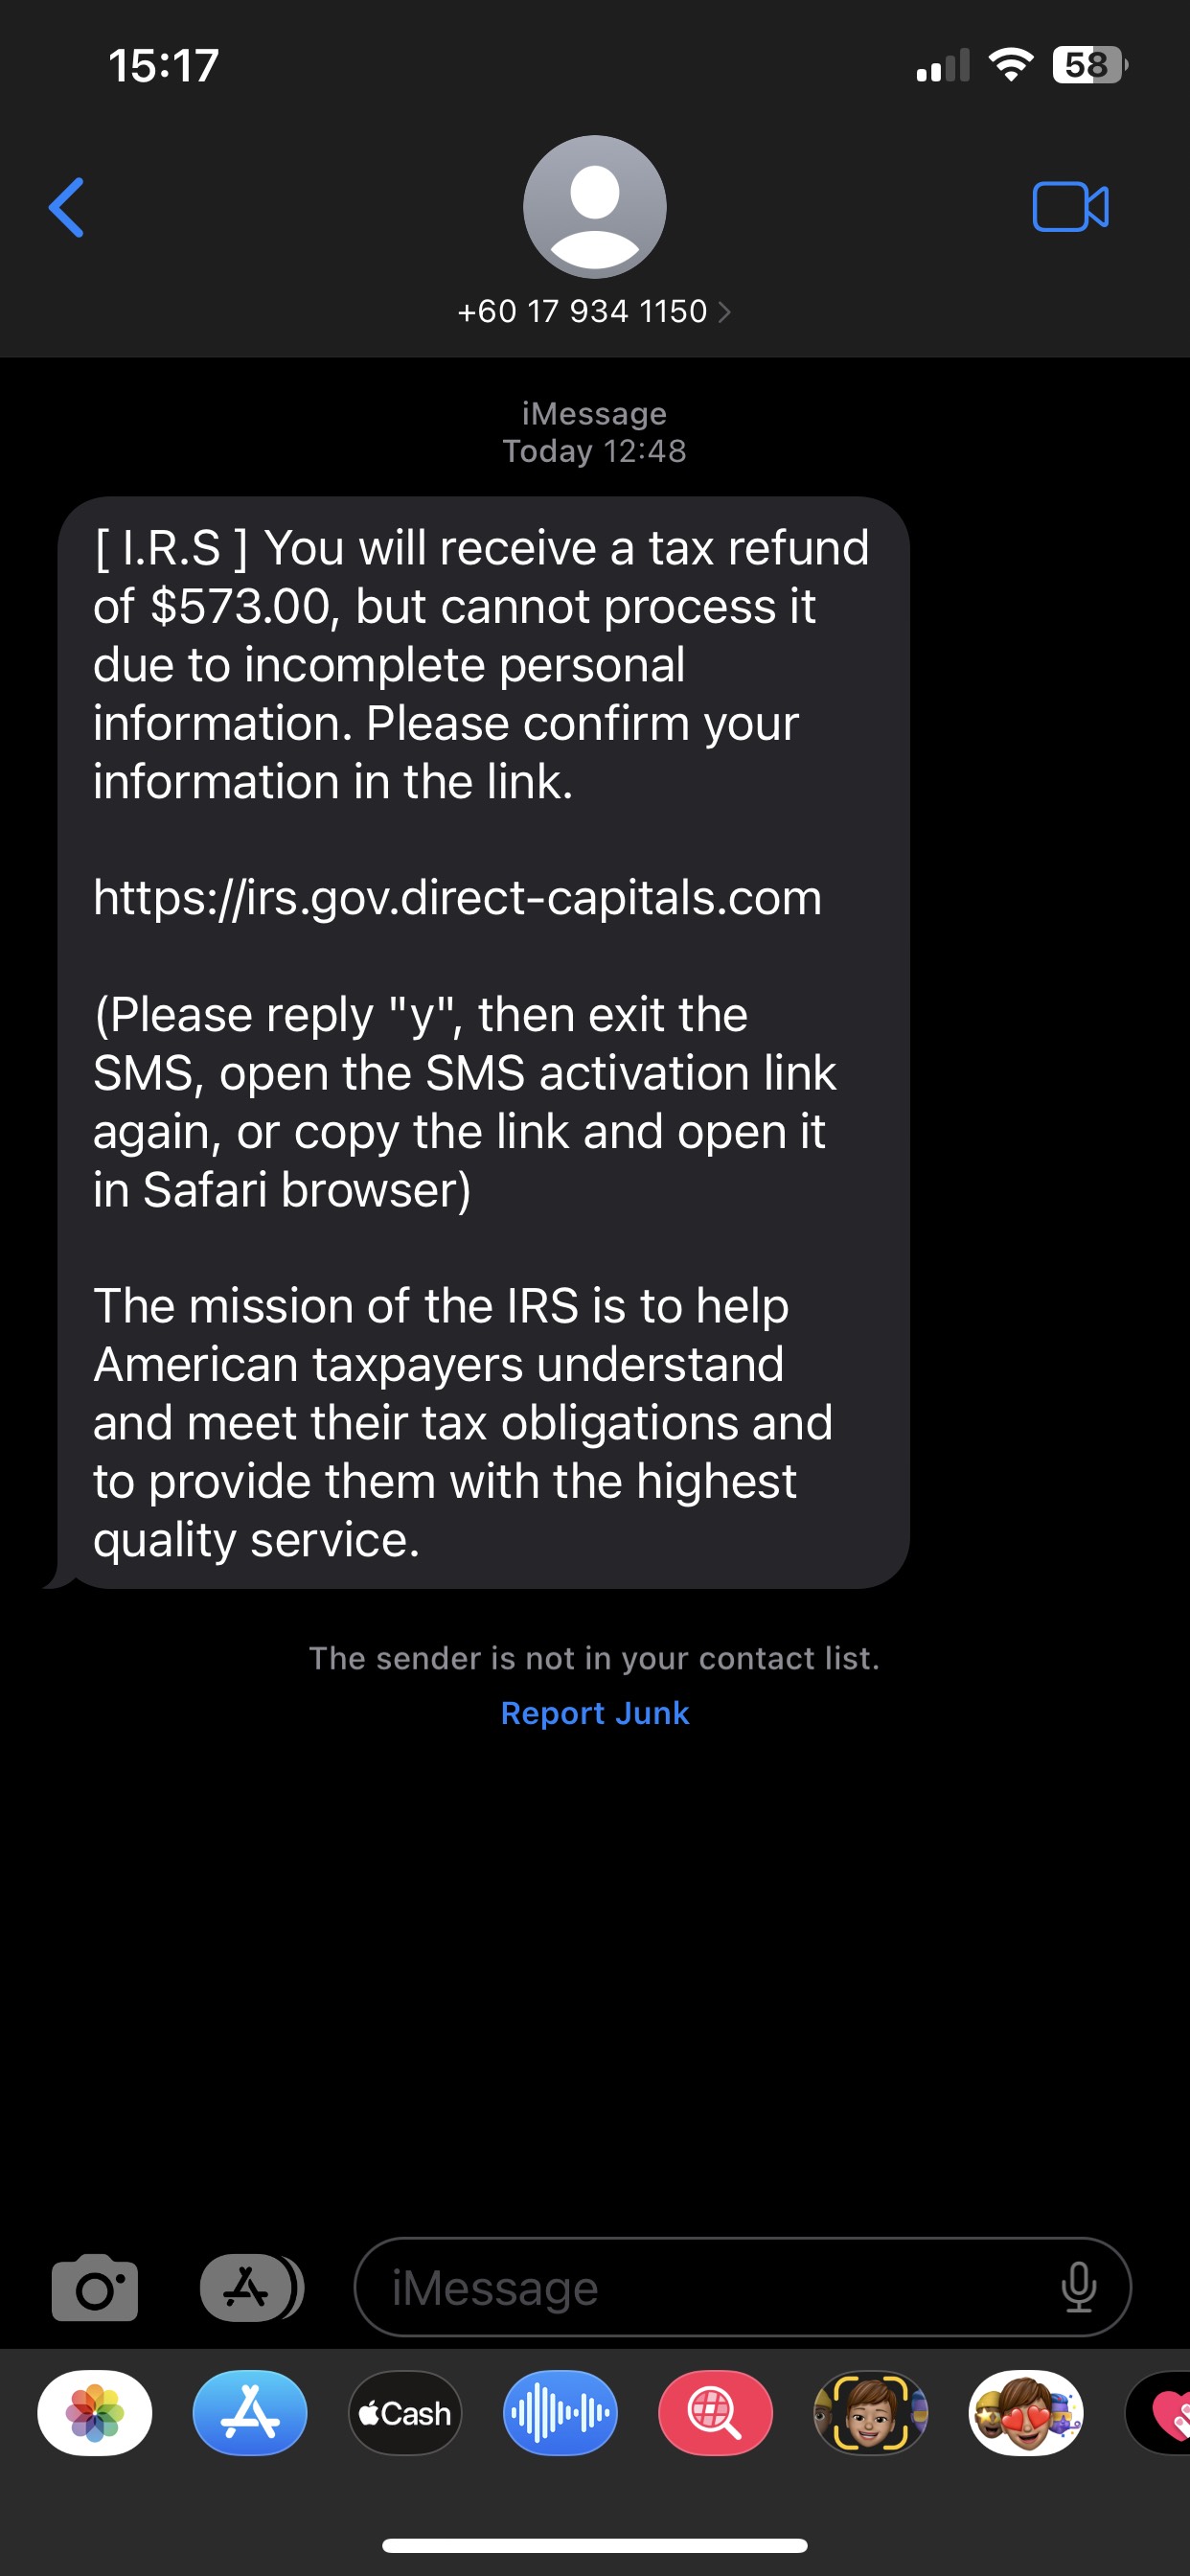 15:17
58
+60 17 934 1150
iMessage
Today 12:48
[ I.R.S ] You will receive a tax refund
of $573.00, but cannot process it
due to incomplete personal
information. Please confirm your
information in the link.
https://irs.gov.direct-capitals.com
(Please reply "y", then exit the
SMS, open the SMS activation link
again, or copy the link and open it
in Safari browser)
The mission of the IRS is to help
American taxpayers understand
and meet their tax obligations and
to provide them with the highest
quality service.
The sender is not in your contact list.
Report Junk
iMessage
Cash